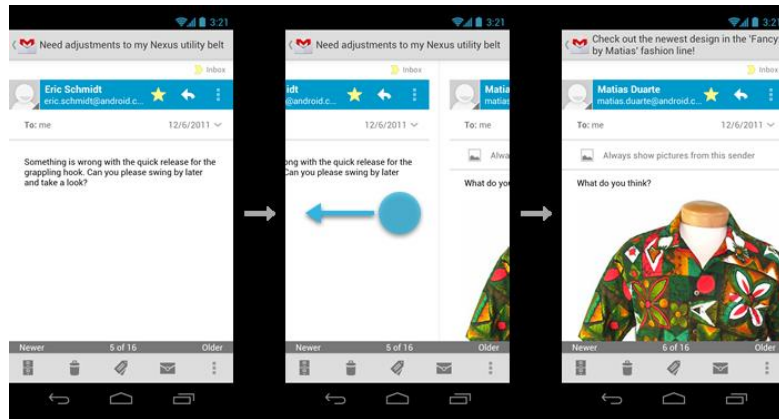 3:21
Need adjustments to my Nexus utility belt
Inbox
Eric Schmidt
eric.schmidt@android.c...
To: me
12/6/2011
Something is wrong with the quick release for the
grappling hook. Can you please swing by later
and take a look?
Newer
5 of 16
Older
3:21
Need adjustments to my Nexus utility belt
Inbox
idt
@android.c...
12/6/2011
ong with the quick release for the
Can you please swing by later
Matia
matias
To: me
Alwa
What do you
Newer
5 of 16
Older
3:21
Check out the newest design in the 'Fancy
by Matias' fashion line!
Inbox
Matias Duarte
matias.duarte@android.c...
To: me
12/6/2011
Always show pictures from this sender
What do you think?
Newer
6 of 16
Older